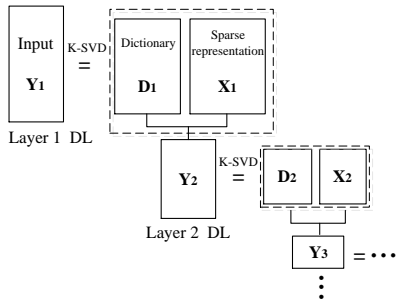 Input
Y1
K-SVD
=
Dictionary
D1
Sparse
representation
X1
Layer 1 DL
Y2
K-SVD
=
D2
X2
Layer 2 DL
Y3
= ···
⋮